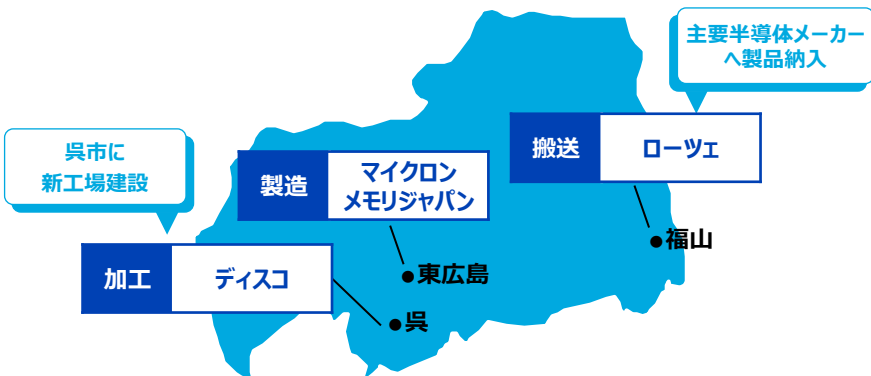 主要半導体メーカー
へ製品納入
搬送
ローツェ
呉市に
新工場建設
製造
マイクロン
メモリジャパン
●福山
加工
ディスコ
●東広島
●呉